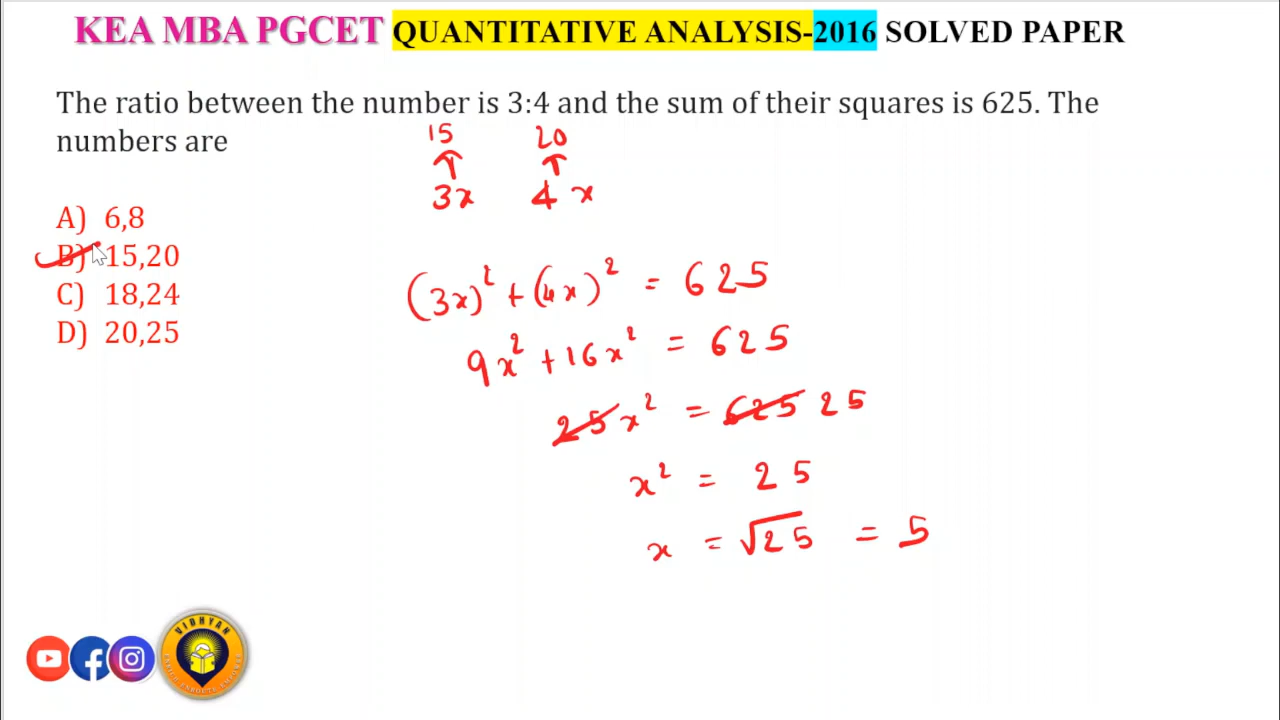 KEA MBA PGCET QUANTITATIVE ANALYSIS-2016 SOLVED PAPER
The ratio between the number is 3:4 and the sum of their squares is 625. The
numbers are
15 20
3x 4x
A) 6,8
B) 15,20
C) 18,24
D) 20,25
(3x)² + (4x)² = 625
9x² + 16x² = 625
25x² = 625 25
x² = 25
x = √25 = 5
VIDHYAN